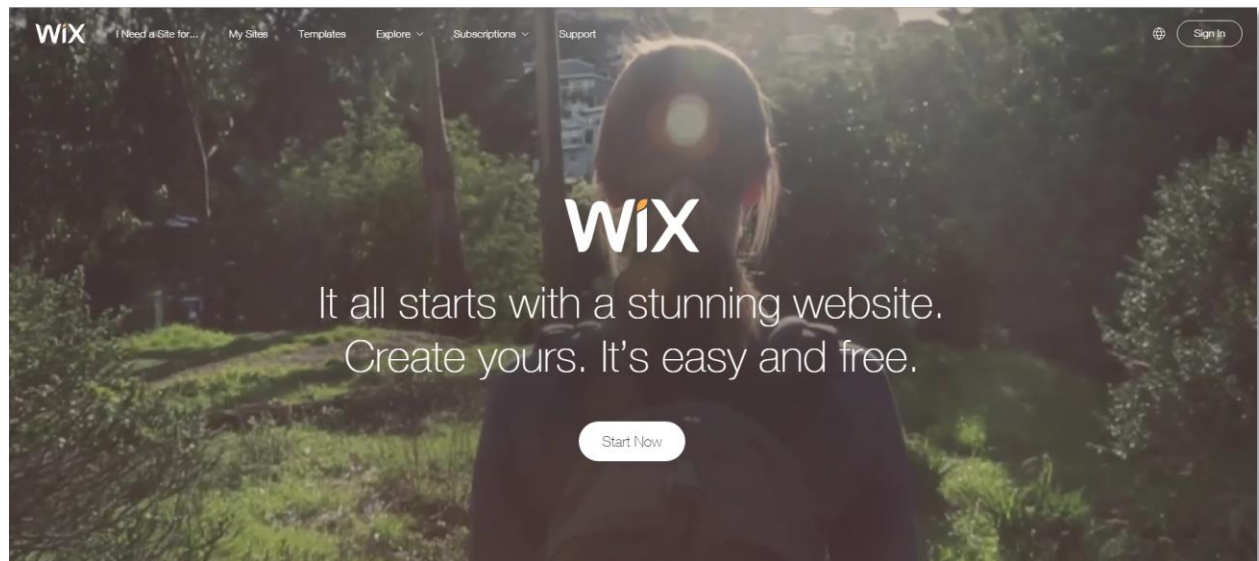 WiX
I Need a Site for...
My Sites
Templates
Explore
Subscriptions
Support
Sign In
WiX
It all starts with a stunning website.
Create yours. It's easy and free.
Start Now